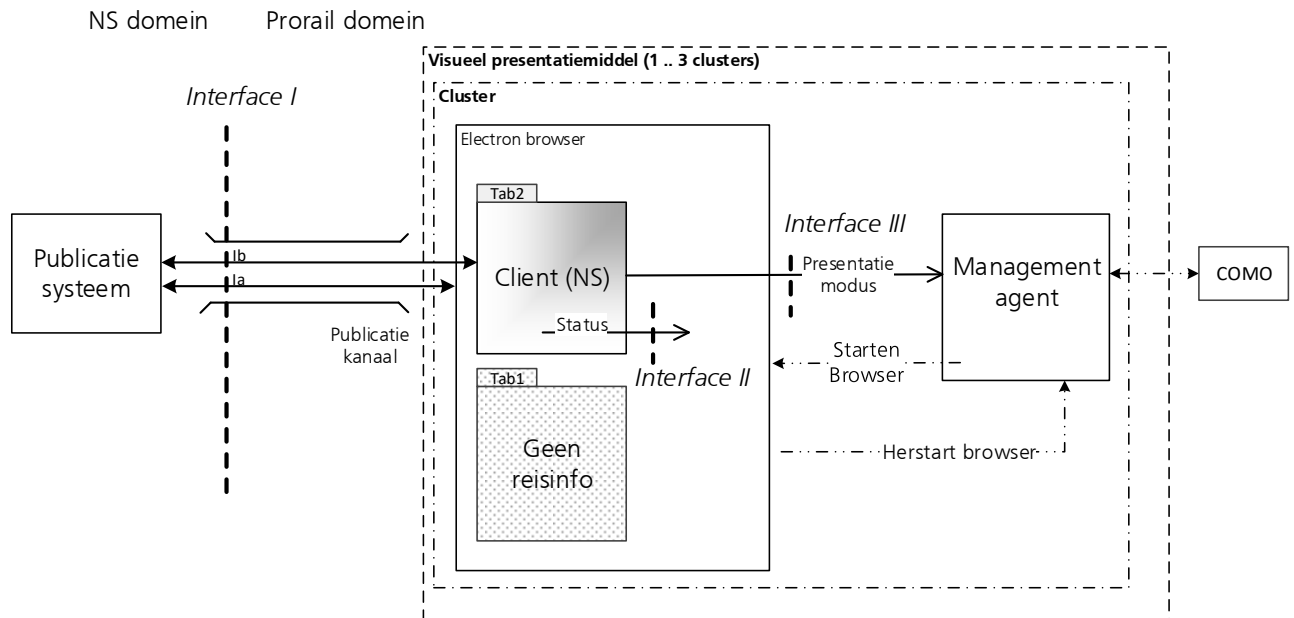 NS domein
Prorail domein
Visueel presentatiemiddel (1 .. 3 clusters)
Cluster
Interface I
Electron browser
Tab2
Interface III
Publicatie
systeem
Ib
Ia
Client (NS)
Presentatie
modus
Management
agent
COMO
Status
Publicatie
kanaal
Interface II
Starten
Browser
Tab1
Geen
reisinfo
Herstart browser